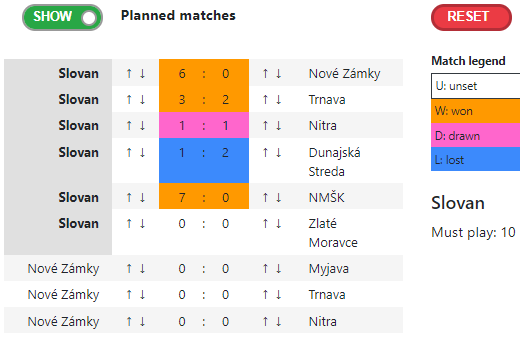 SHOW Planned matches RESET
Match legend
Slovan ↑ ↓ 6 : 0 ↑ ↓ Nové Zámky
U: unset
Slovan ↑ ↓ 3 : 2 ↑ ↓ Trnava
W: won
Slovan ↑ ↓ 1 : 1 ↑ ↓ Nitra
D: drawn
Slovan ↑ ↓ 1 : 2 ↑ ↓ Dunajská
Streda
L: lost
Slovan ↑ ↓ 7 : 0 ↑ ↓ NMŠK
Slovan
Slovan ↑ ↓ 0 : 0 ↑ ↓ Zlaté
Moravce
Must play: 10
Nové Zámky ↑ ↓ 0 : 0 ↑ ↓ Myjava
Nové Zámky ↑ ↓ 0 : 0 ↑ ↓ Trnava
Nové Zámky ↑ ↓ 0 : 0 ↑ ↓ Nitra